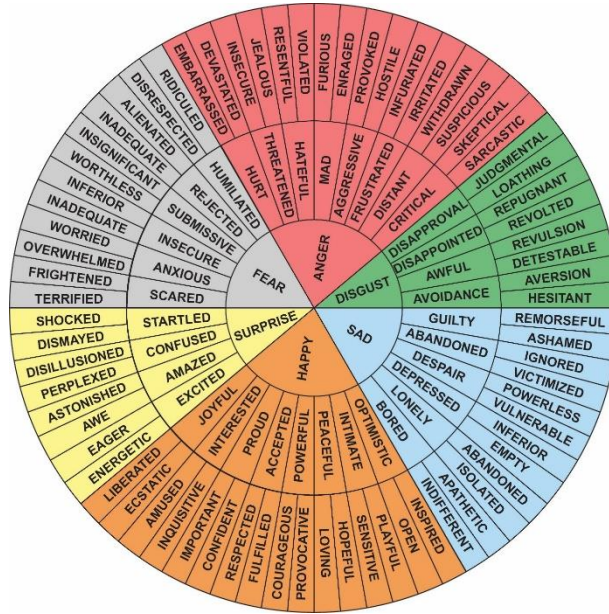 ANGER
HURT
EMBARRASSED
DEVASTATED
THREATENED
INSECURE
JEALOUS
HATEFUL
RESENTFUL
VIOLATED
MAD
FURIOUS
ENRAGED
AGGRESSIVE
PROVOKED
HOSTILE
FRUSTRATED
INFURIATED
IRRITATED
DISTANT
WITHDRAWN
SUSPICIOUS
CRITICAL
SKEPTICAL
SARCASTIC
DISGUST
DISAPPROVAL
JUDGMENTAL
LOATHING
DISAPPOINTED
REPUGNANT
REVOLTED
AWFUL
REVULSION
DETESTABLE
AVOIDANCE
AVERSION
HESITANT
SAD
GUILTY
REMORSEFUL
ASHAMED
ABANDONED
IGNORED
VICTIMIZED
DESPAIR
POWERLESS
VULNERABLE
DEPRESSED
INFERIOR
EMPTY
LONELY
ABANDONED
ISOLATED
BORED
APATHETIC
INDIFFERENT
HAPPY
OPTIMISTIC
INSPIRED
OPEN
INTIMATE
PLAYFUL
SENSITIVE
PEACEFUL
HOPEFUL
LOVING
POWERFUL
PROVOCATIVE
COURAGEOUS
ACCEPTED
FULFILLED
RESPECTED
PROUD
CONFIDENT
IMPORTANT
INTERESTED
INQUISITIVE
AMUSED
JOYFUL
ECSTATIC
LIBERATED
SURPRISE
EXCITED
ENERGETIC
EAGER
AMAZED
AWE
ASTONISHED
CONFUSED
PERPLEXED
DISILLUSIONED
STARTLED
DISMAYED
SHOCKED
FEAR
SCARED
TERRIFIED
FRIGHTENED
ANXIOUS
OVERWHELMED
WORRIED
INSECURE
INADEQUATE
INFERIOR
SUBMISSIVE
WORTHLESS
INSIGNIFICANT
REJECTED
INADEQUATE
ALIENATED
HUMILIATED
DISRESPECTED
RIDICULED